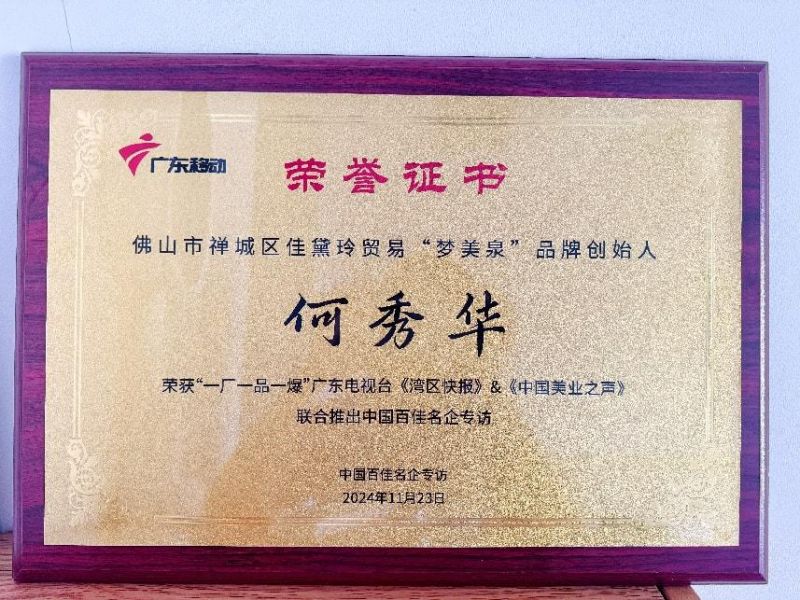 广东移动
荣誉证书
佛山市禅城区佳黛玲贸易“梦美泉”品牌创始人
何秀华
荣获“一厂一品一爆”广东电视台《湾区快报》&《中国美业之声》
联合推出中国百佳名企专访
中国百佳名企专访
2024年11月23日